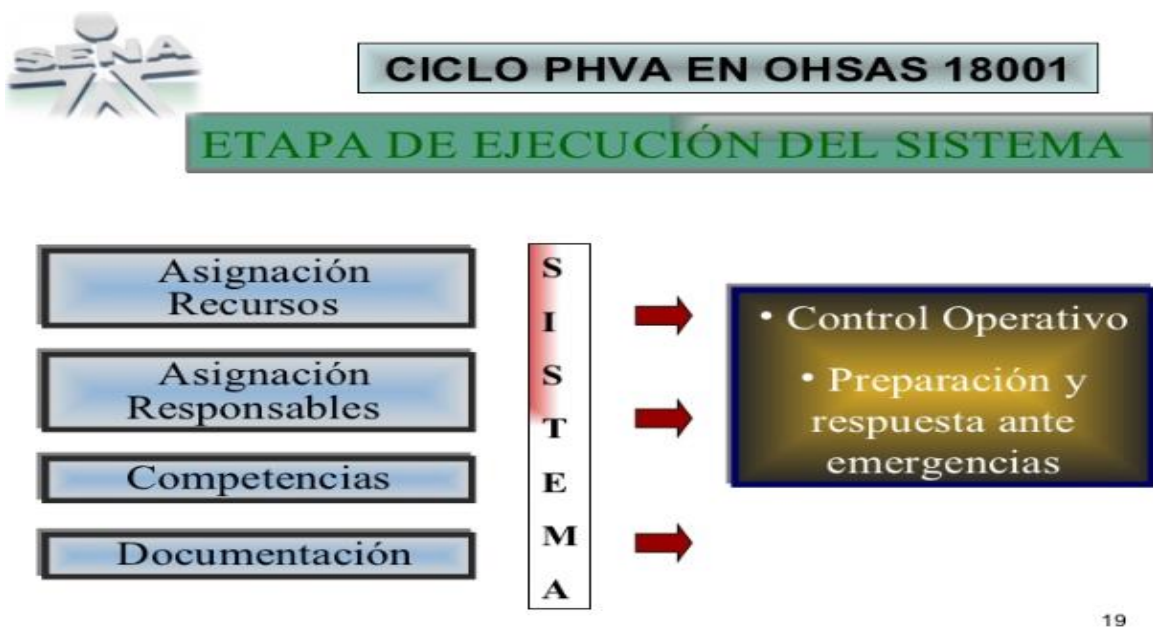 SENA
CICLO PHVA EN OHSAS 18001
ETAPA DE EJECUCIÓN DEL SISTEMA
Asignación
Recursos
Asignación
Responsables
Competencias
Documentación
S
I
S
T
E
M
A
• Control Operativo
• Preparación y
respuesta ante
emergencias
19